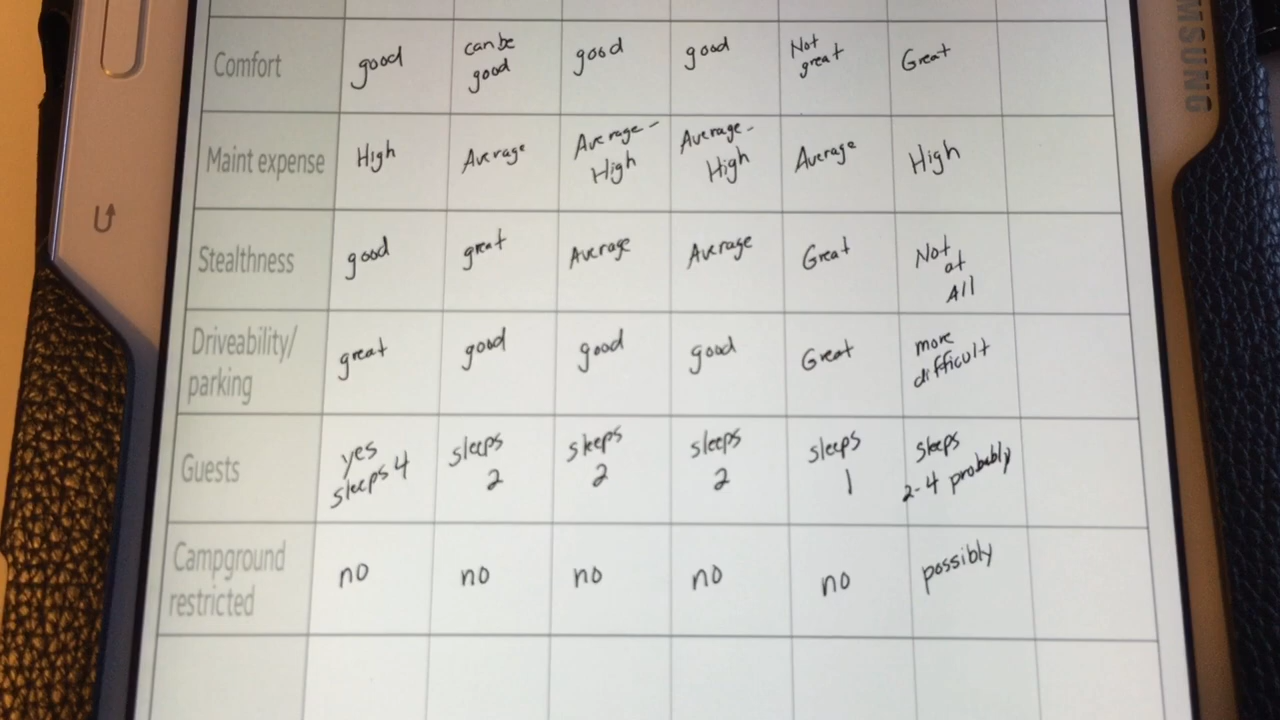 Comfort
good
can be
good
good
good
Not
great
Great
Maint expense
High
Average
Average -
High
Average -
High
Average
High
Stealthness
good
great
Average
Average
Great
Not
at
All
Driveability/
parking
great
good
good
good
Great
more
difficult
Guests
yes
sleeps 4
sleeps
2
sleeps
2
sleeps
2
sleeps
1
sleeps
2-4 probably
Campground
restricted
no
no
no
no
no
possibly